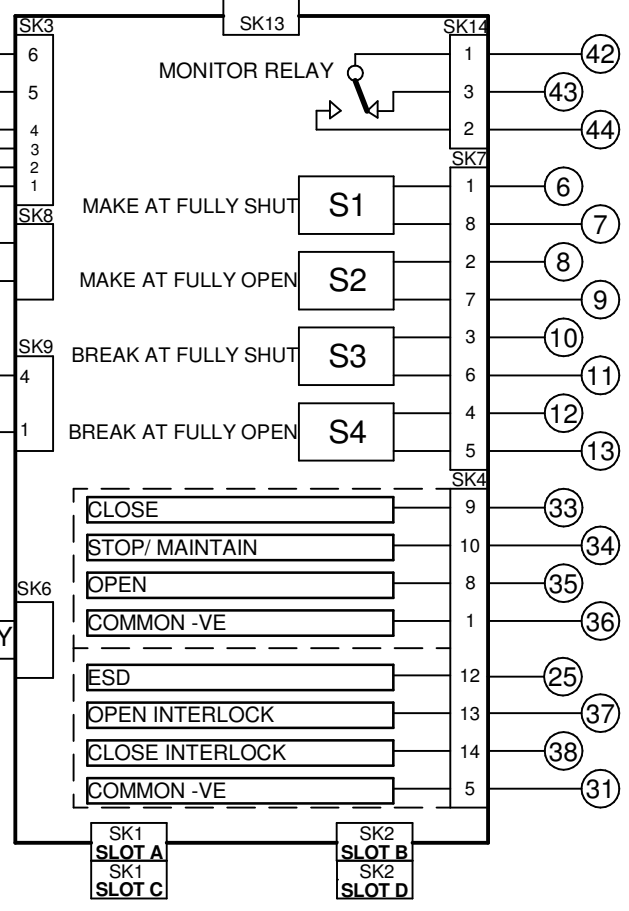 SK13
SK3
SK14
6
MONITOR RELAY
1
42
5
3
43
4
2
44
3
2
1
SK7
MAKE AT FULLY SHUT
S1
1
6
8
7
SK8
MAKE AT FULLY OPEN
S2
2
8
7
9
SK9
4
1
BREAK AT FULLY SHUT
S3
3
10
6
11
BREAK AT FULLY OPEN
S4
4
12
5
13
SK4
CLOSE
9
33
STOP/ MAINTAIN
10
34
SK6
OPEN
8
35
Y
COMMON -VE
1
36
ESD
12
25
OPEN INTERLOCK
13
37
CLOSE INTERLOCK
14
38
COMMON -VE
5
31
SK1
SLOT A
SK1
SLOT C
SK2
SLOT B
SK2
SLOT D